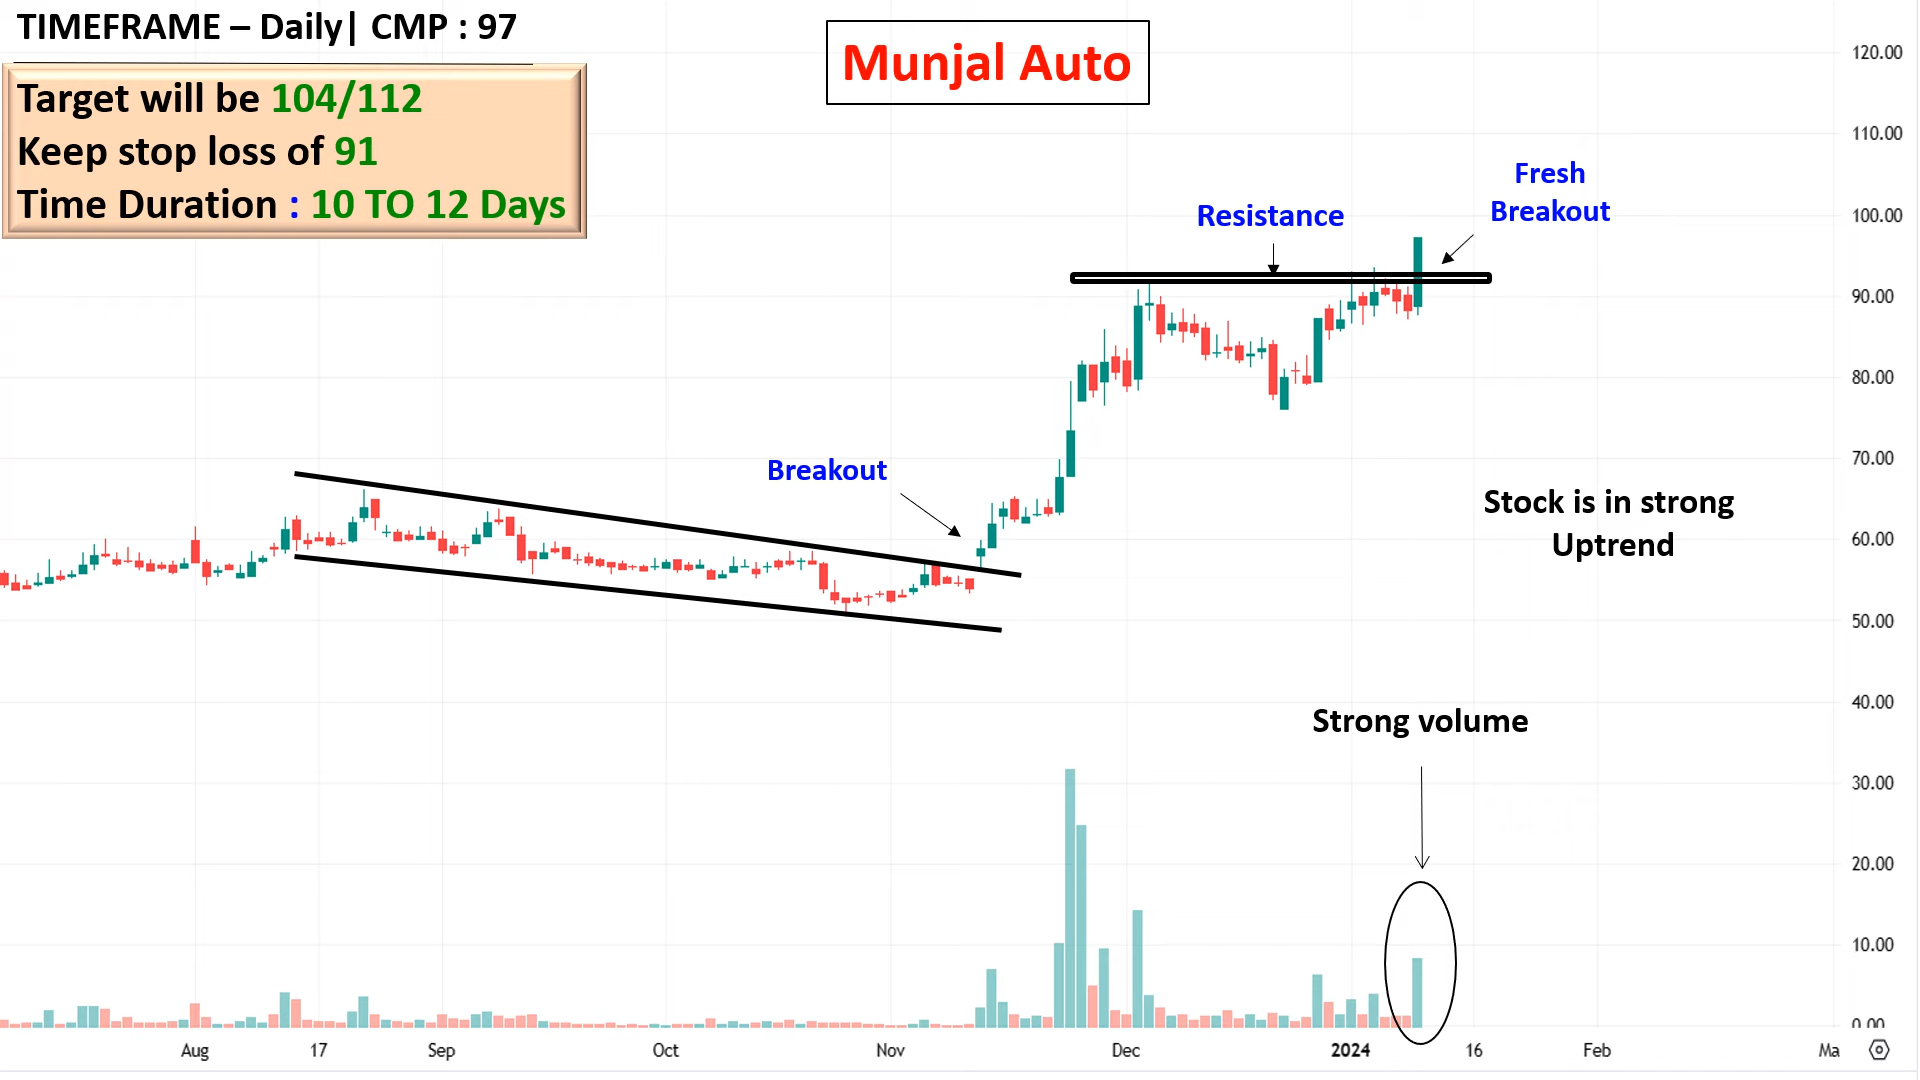 TIMEFRAME – Daily| CMP : 97
Target will be 104/112
Keep stop loss of 91
Time Duration : 10 TO 12 Days
Munjal Auto
Fresh
Breakout
Resistance
Breakout
Stock is in strong
Uptrend
Strong volume
120.00
110.00
100.00
90.00
80.00
70.00
60.00
50.00
40.00
30.00
20.00
10.00
0.00
Aug 17 Sep Oct Nov Dec 2024 16 Feb Ma